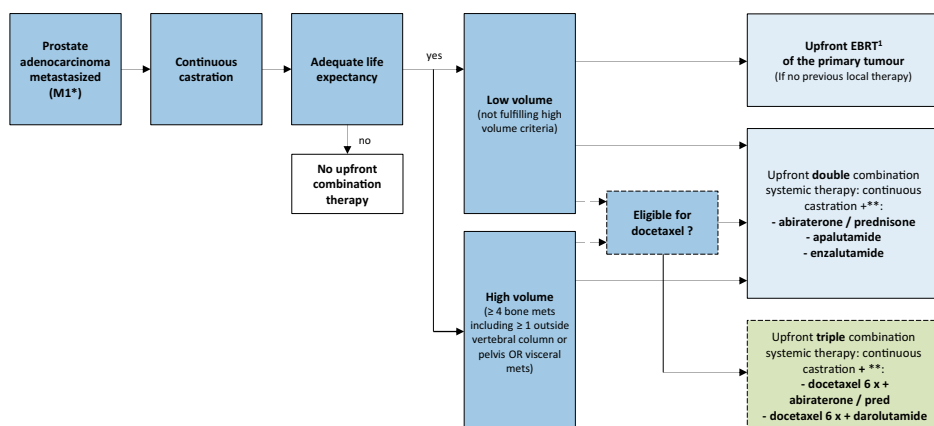 Prostate
adenocarcinoma
metastasized
(M1*)
Continuous
castration
Adequate life
expectancy
yes
no
No upfront
combination
therapy
Low volume
(not fulfilling high
volume criteria)
High volume
(≥ 4 bone mets
including ≥ 1 outside
vertebral column or
pelvis OR visceral
mets)
Eligible for
docetaxel ?
Upfront EBRT¹
of the primary tumour
(If no previous local therapy)
Upfront double combination
systemic therapy: continuous
castration +**:
- abiraterone / prednisone
- apalutamide
- enzalutamide
Upfront triple combination
systemic therapy: continuous
castration + **:
- docetaxel 6 x +
abiraterone / pred
- docetaxel 6 x + darolutamide